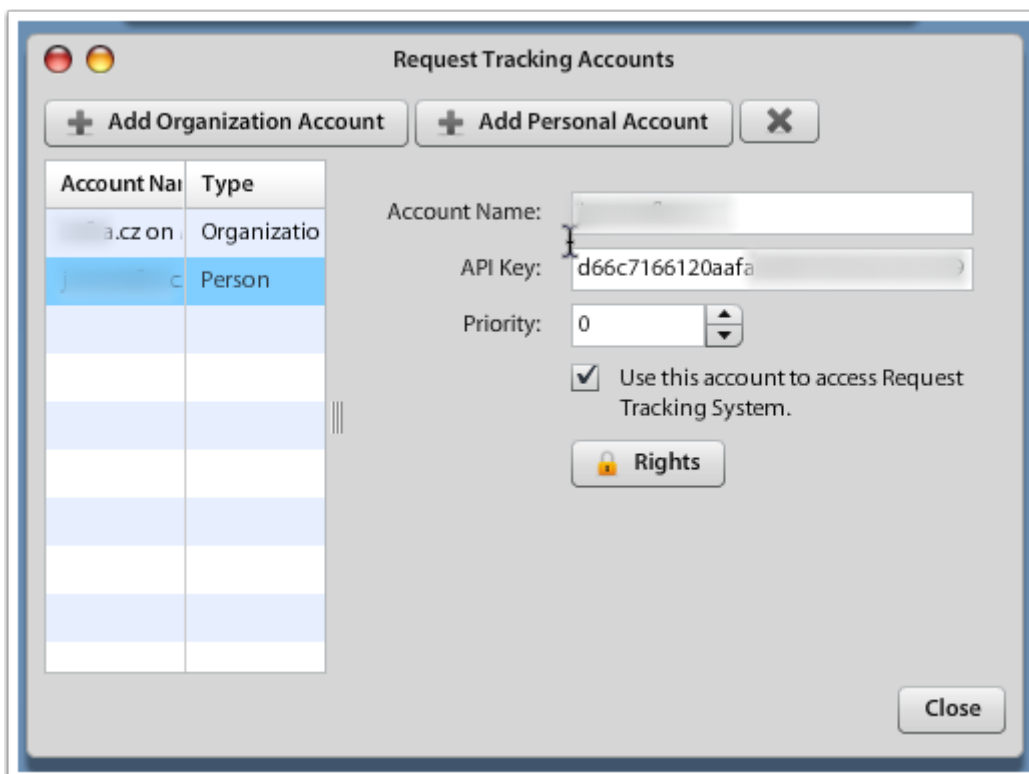 Request Tracking Accounts
Add Organization Account Add Personal Account
Account Nai Type
a.cz on Organizatio
Person
Account Name:
API Key: d66c7166120aafa
Priority: 0
Use this account to access Request
Tracking System.
Rights
Close